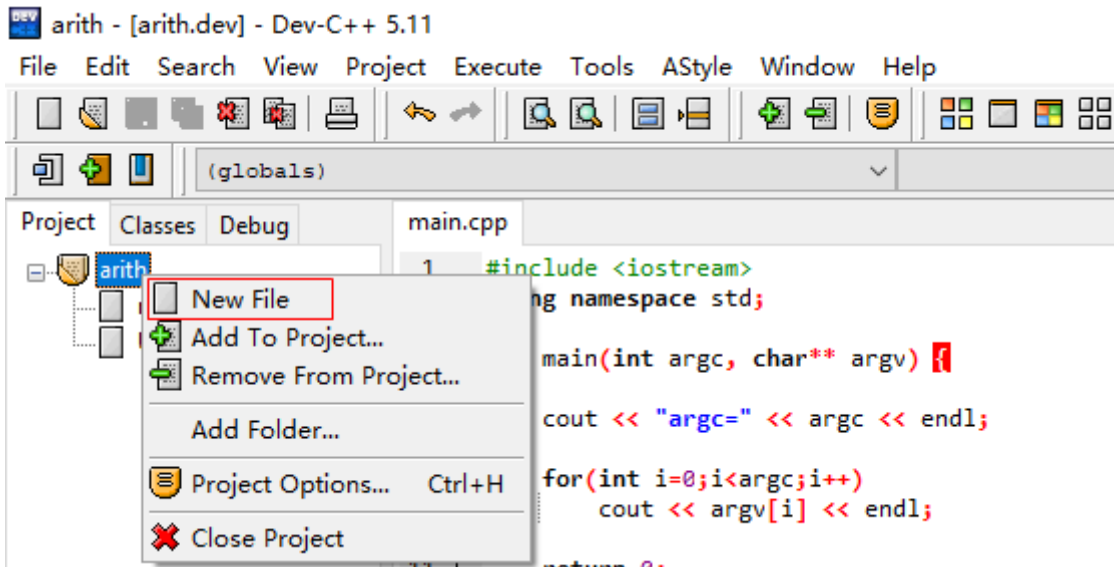 arith - [arith.dev] - Dev-C++ 5.11
File Edit Search View Project Execute Tools AStyle Window Help
(globals)
Project Classes Debug main.cpp
arith
1 #include <iostream>
namespace std;
main(int argc, char** argv) {
cout << "argc=" << argc << endl;
for(int i=0;i<argc;i++)
cout << argv[i] << endl;
New File
Add To Project...
Remove From Project...
Add Folder...
Project Options... Ctrl+H
Close Project